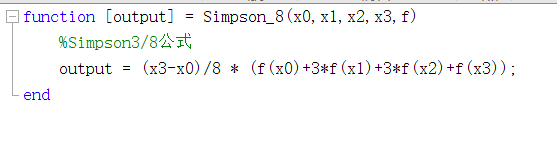 function [output] = Simpson_8(x0,x1,x2,x3,f)
%Simpson3/8公式
output = (x3-x0)/8 * (f(x0)+3*f(x1)+3*f(x2)+f(x3));
end